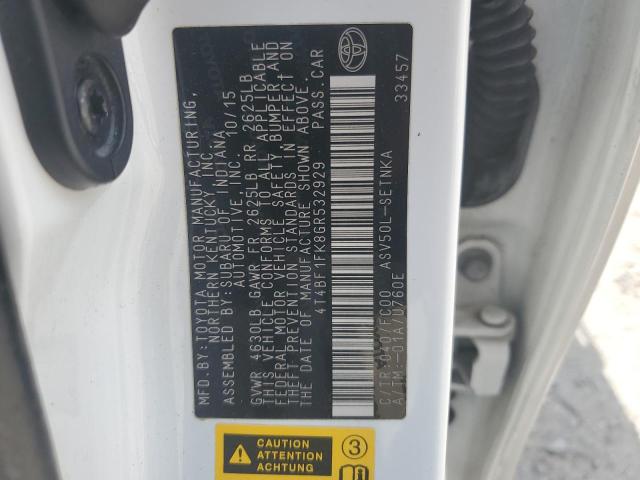 MFD.BY:TOYOTA MOTOR MANUFACTURING,
NORTHERN KENTUCKY INC.
ASSEMBLED BY:SUBARU OF INDIANA
AUTOMOTIVE, INC. 10/15
GVWR 4630LB GAWR FR 2625LB RR 2625LB
THIS VEHICLE CONFORMS TO ALL APPLICABLE
FEDERAL MOTOR VEHICLE SAFETY, BUMPER, AND
THEFT PREVENTION STANDARDS IN EFFECT ON
THE DATE OF MANUFACTURE SHOWN ABOVE.
4T4BF1FK8GR532929 PASS.CAR
C/TR:040/FC00 ASV50L-SETNKA 33457
A/TM:-01A/U760E
CAUTION
ATTENTION
ACHTUNG
3